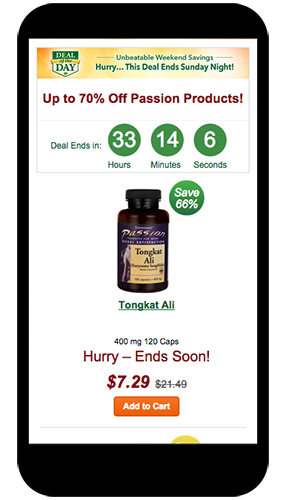 DEAL
of the
DAY
Unbeatable Weekend Savings
Hurry... This Deal Ends Sunday Night!
Up to 70% Off Passion Products!
Deal Ends in:
33
14
6
Hours
Minutes
Seconds
Save
66%
Passion
Tongkat
Ali
Tongkat Ali
400 mg 120 Caps
Hurry – Ends Soon!
$7.29 $21.49
Add to Cart